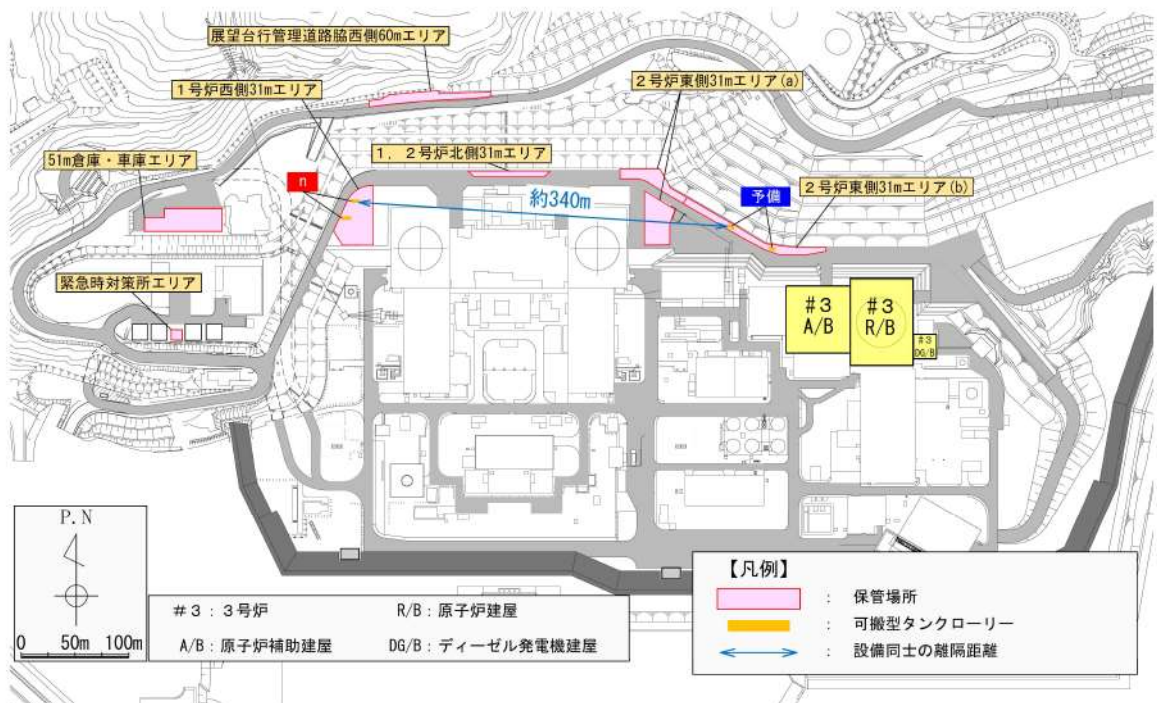 展望台行管理道路脇西側60mエリア
1号炉西側31mエリア
2号炉東側31mエリア(a)
51m倉庫・車庫エリア
1,2号炉北側31mエリア
n
予備
2号炉東側31mエリア(b)
約340m
緊急時対策所エリア
#3
A/B
#3
R/B
#3
DG/B
P.N
0 50m 100m
#3：3号炉
R/B：原子炉建屋
A/B：原子炉補助建屋
DG/B：ディーゼル発電機建屋
【凡例】
： 保管場所
： 可搬型タンクローリー
： 設備同士の離隔距離